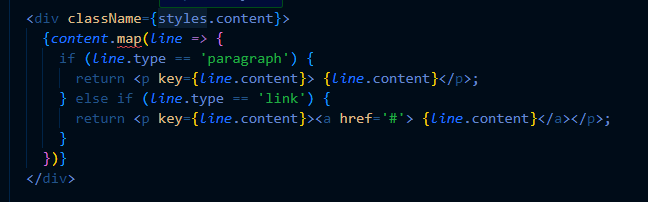 <div className={styles.content}>
{content.map(line => {
if (line.type == 'paragraph') {
return <p key={line.content}> {line.content}</p>;
} else if (line.type == 'link') {
return <p key={line.content}><a href='#'> {line.content}</a></p>;
}
})}
</div>